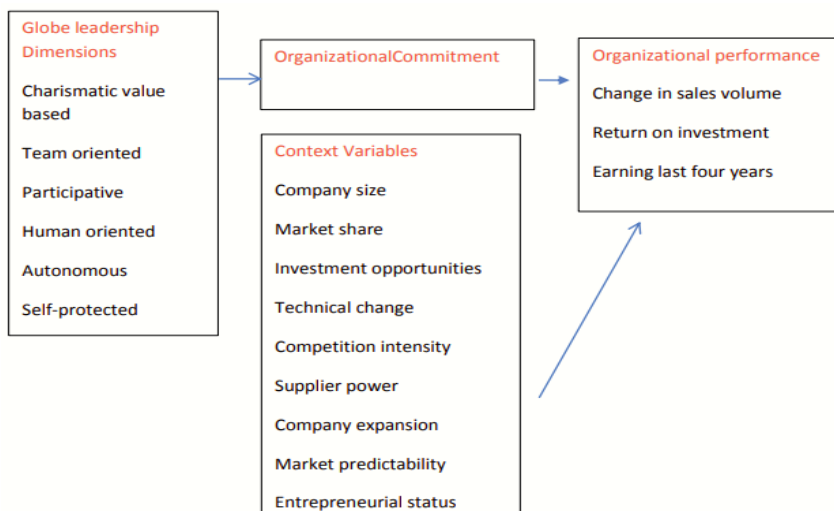 Globe leadership
Dimensions
Charismatic value
based
Team oriented
Participative
Human oriented
Autonomous
Self-protected
OrganizationalCommitment
Context Variables
Company size
Market share
Investment opportunities
Technical change
Competition intensity
Supplier power
Company expansion
Market predictability
Entrepreneurial status
Organizational performance
Change in sales volume
Return on investment
Earning last four years